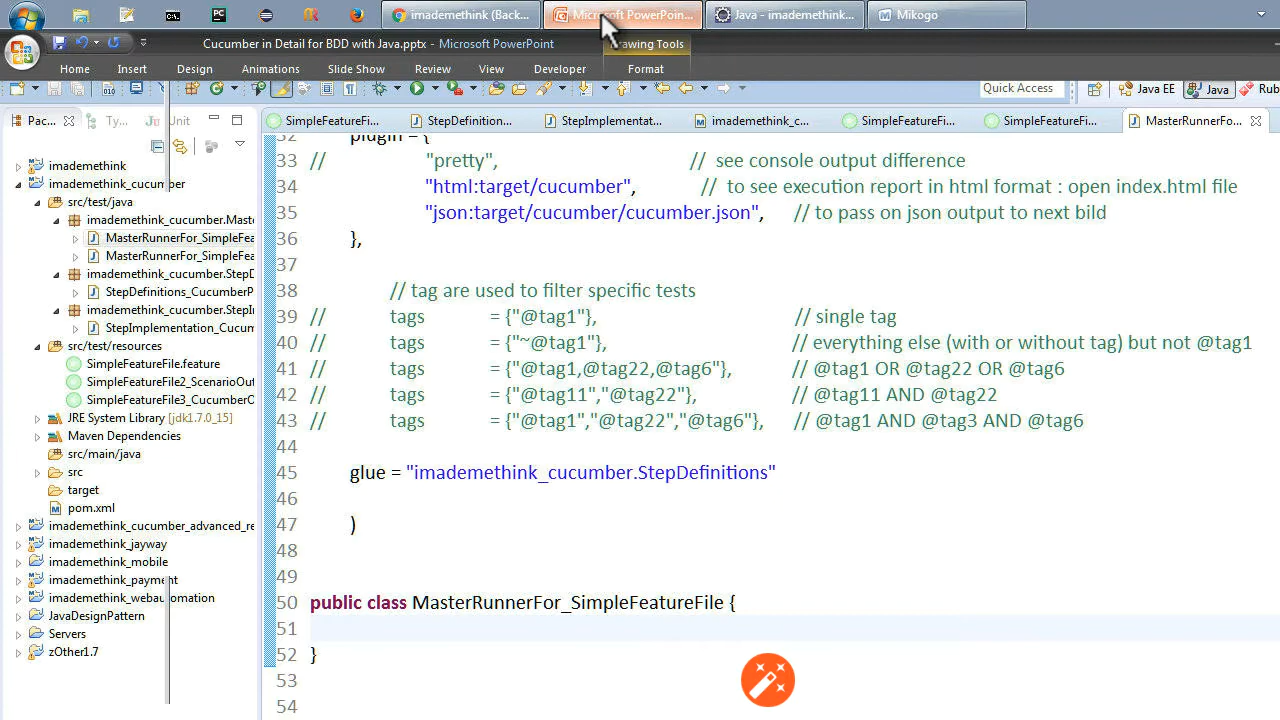 imademethink (Back...
Microsoft PowerPoin...
Java - imademethink...
Mikogo
Cucumber in Detail for BDD with Java.pptx - Microsoft PowerPoint
Drawing Tools
Home
Insert
Design
Animations
Slide Show
Review
View
Developer
Format
Quick Access
Java EE
Java
Rub
Pac...
Ty...
Unit
SimpleFeatureFi...
StepDefinition...
StepImplementat...
imademethink_c...
SimpleFeatureFi...
SimpleFeatureFi...
MasterRunnerFo...
imademethink
imademethink_cucumber
src/test/java
imademethink_cucumber.Maste
MasterRunnerFor_SimpleFea
MasterRunnerFor_SimpleFea
imademethink_cucumber.StepD
StepDefinitions_CucumberP
imademethink_cucumber.StepI
StepImplementation_Cucum
src/test/resources
SimpleFeatureFile.feature
SimpleFeatureFile2_ScenarioOut
SimpleFeatureFile3_CucumberO
JRE System Library [jdk1.7.0_15]
Maven Dependencies
src/main/java
src
target
pom.xml
imademethink_cucumber_advanced_re
imademethink_jayway
imademethink_mobile
imademethink_payment
imademethink_webautomation
JavaDesignPattern
Servers
zOther1.7
32 plugin = {
33 // "pretty", // see console output difference
34 "html:target/cucumber", // to see execution report in html format : open index.html file
35 "json:target/cucumber/cucumber.json", // to pass on json output to next bild
36 },
37
38 // tag are used to filter specific tests
39 // tags = {"@tag1"}, // single tag
40 // tags = {"~@tag1"}, // everything else (with or without tag) but not @tag1
41 // tags = {"@tag1,@tag22,@tag6"}, // @tag1 OR @tag22 OR @tag6
42 // tags = {"@tag11","@tag22"}, // @tag11 AND @tag22
43 // tags = {"@tag1","@tag22","@tag6"}, // @tag1 AND @tag3 AND @tag6
44
45 glue = "imademethink_cucumber.StepDefinitions"
46
47 )
48
49
50 public class MasterRunnerFor_SimpleFeatureFile {
51
52 }
53
54